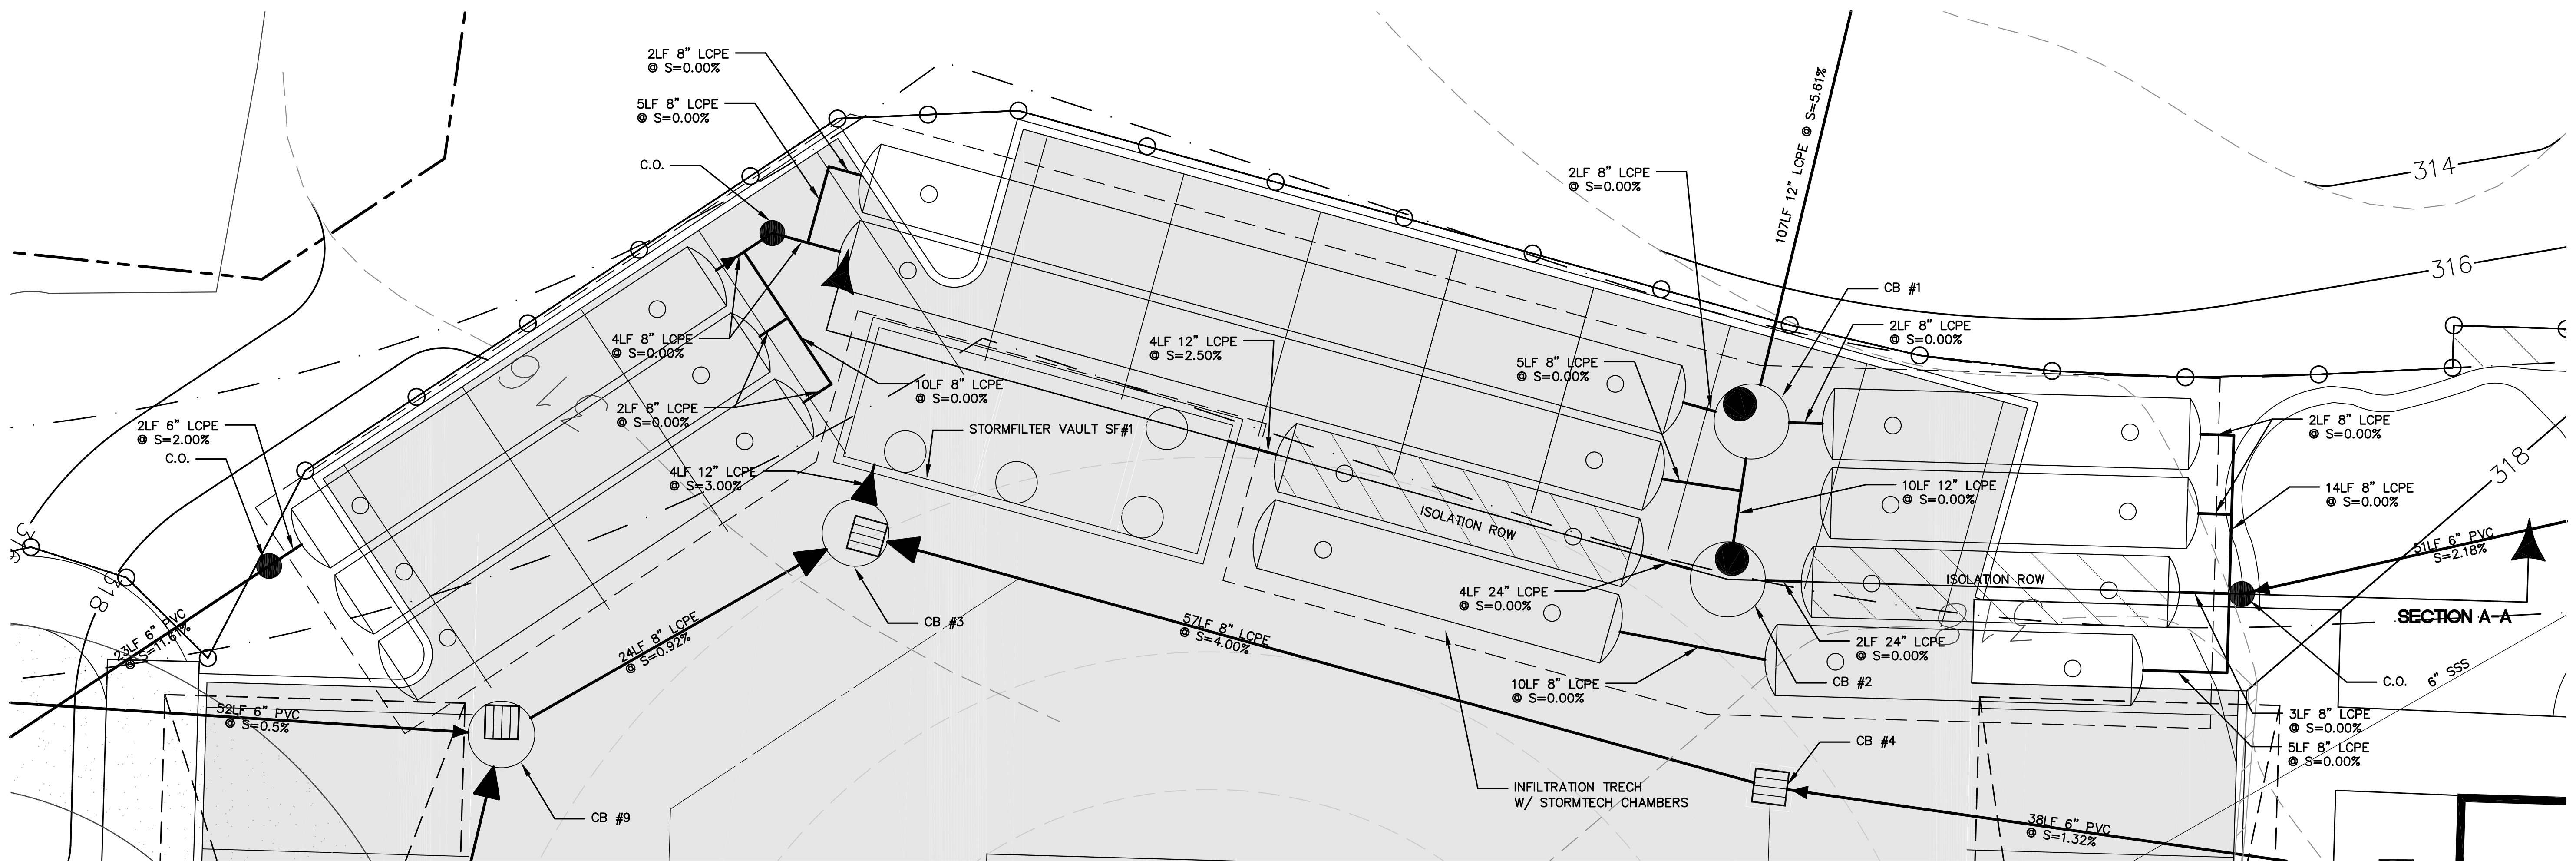 2LF 8" LCPE
@ S=0.00%
5LF 8" LCPE
@ S=0.00%
C.O.
107LF 12" LCPE @ S=5.61%
2LF 8" LCPE
@ S=0.00%
314
316
CB #1
2LF 8" LCPE
@ S=0.00%
4LF 8" LCPE
@ S=0.00%
4LF 12" LCPE
@ S=2.50%
5LF 8" LCPE
@ S=0.00%
10LF 8" LCPE
@ S=0.00%
2LF 8" LCPE
@ S=0.00%
2LF 6" LCPE
@ S=2.00%
C.O.
STORMFILTER VAULT SF#1
2LF 8" LCPE
@ S=0.00%
318
4LF 12" LCPE
@ S=3.00%
10LF 12" LCPE
@ S=0.00%
14LF 8" LCPE
@ S=0.00%
ISOLATION ROW
51LF 6" PVC
S=2.18%
ISOLATION ROW
4LF 24" LCPE
@ S=0.00%
318
SECTION A-A
CB #3
23LF 6" PVC
@ S=11.61%
24LF 8" LCPE
@ S=0.92%
57LF 8" LCPE
@ S=4.00%
2LF 24" LCPE
@ S=0.00%
CB #2
10LF 8" LCPE
@ S=0.00%
C.O.
6" SSS
52LF 6" PVC
@ S=0.5%
3LF 8" LCPE
@ S=0.00%
5LF 8" LCPE
@ S=0.00%
CB #4
INFILTRATION TRECH
W/ STORMTECH CHAMBERS
CB #9
38LF 6" PVC
@ S=1.32%